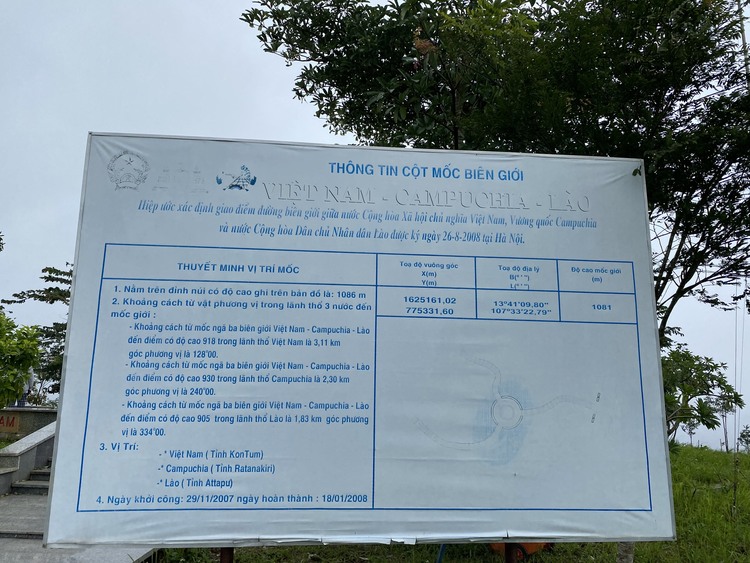 THÔNG TIN CỘT MỐC BIÊN GIỚI
VIỆT NAM - CAMPUCHIA - LÀO
Hiệp ước xác định giao điểm đường biên giới giữa nước Cộng hòa Xã hội chủ nghĩa Việt Nam, Vương quốc Campuchia
và nước Cộng hòa Dân chủ Nhân dân Lào được ký ngày 26-8-2008 tại Hà Nội.
THUYẾT MINH VỊ TRÍ MỐC
Toạ độ vuông góc
X(m)
Y(m)
Toạ độ địa lý
B(° ' ")
L(° ' ")
Độ cao mốc giới
(m)
1. Nằm trên đỉnh núi có độ cao ghi trên bản đồ là: 1086 m
2. Khoảng cách từ vật phương vị trong lãnh thổ 3 nước đến
mốc giới :
- Khoảng cách từ mốc ngã ba biên giới Việt Nam - Campuchia - Lào
đến điểm có độ cao 918 trong lãnh thổ Việt Nam là 3,11 km
góc phương vị là 128°00.
- Khoảng cách từ mốc ngã ba biên giới Việt Nam - Campuchia - Lào
đến điểm có độ cao 930 trong lãnh thổ Campuchia là 2,30 km
góc phương vị là 240°00.
- Khoảng cách từ mốc ngã ba biên giới Việt Nam - Campuchia - Lào
đến điểm có độ cao 905 trong lãnh thổ Lào là 1,83 km góc phương
vị là 334°00.
3. Vị Trí:
- * Việt Nam ( Tỉnh KonTum)
-* Campuchia ( Tỉnh Ratanakiri)
-* Lào ( Tỉnh Attapu)
4. Ngày khởi công: 29/11/2007 ngày hoàn thành : 18/01/2008
1625161,02
775331,60
13°41'09,80"
107°33'22,79"
1081